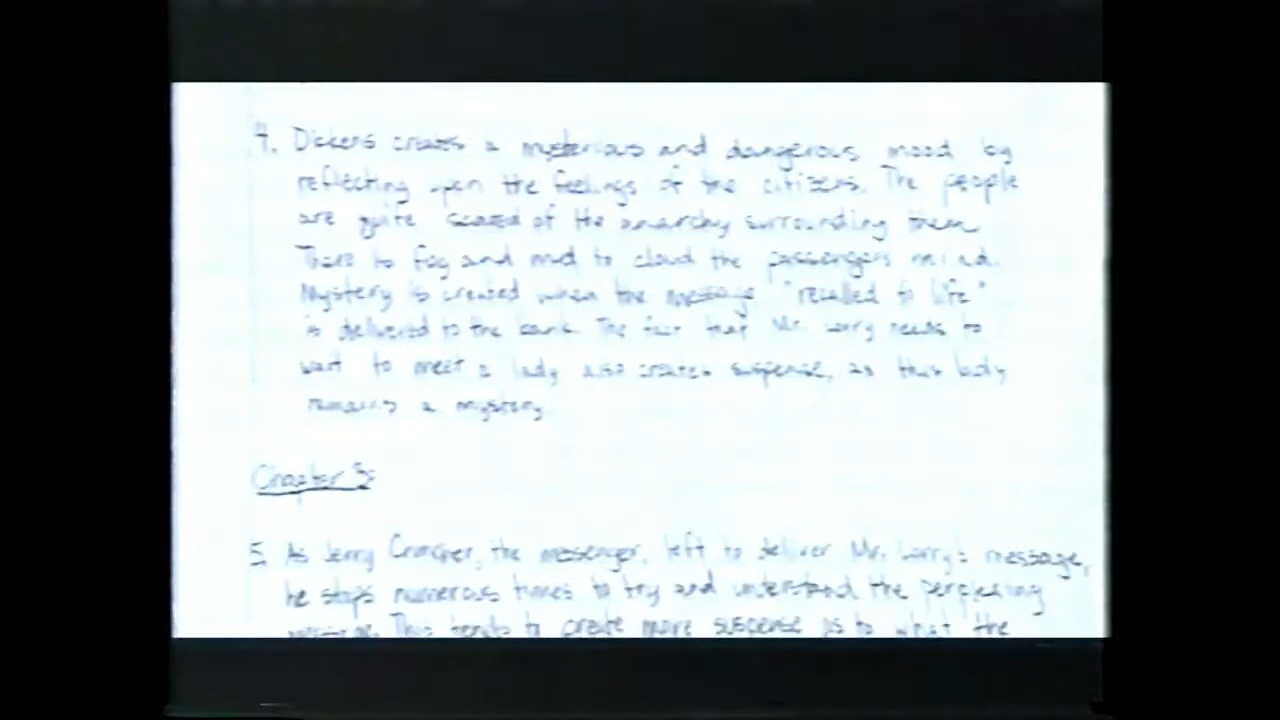 4. Dickens creates a mysterious and dangerous mood by
reflecting upon the feelings of the citizens. The people
are quite scared of the anarchy surrounding them.
There to fog and mud to cloud the passengers mind.
Mystery is created when the message "recalled to life"
is delivered to the bank. The fact that Mr. Lorry needs to
wait to meet a lady also creates suspense, as this lady
remains a mystery.
Chapter 3:
5. As Jerry Cruncher, the messenger, left to deliver Mr. Lorry's message,
he stops numerous times to try and understand the perplexing
message. This tends to create more suspense as to what the